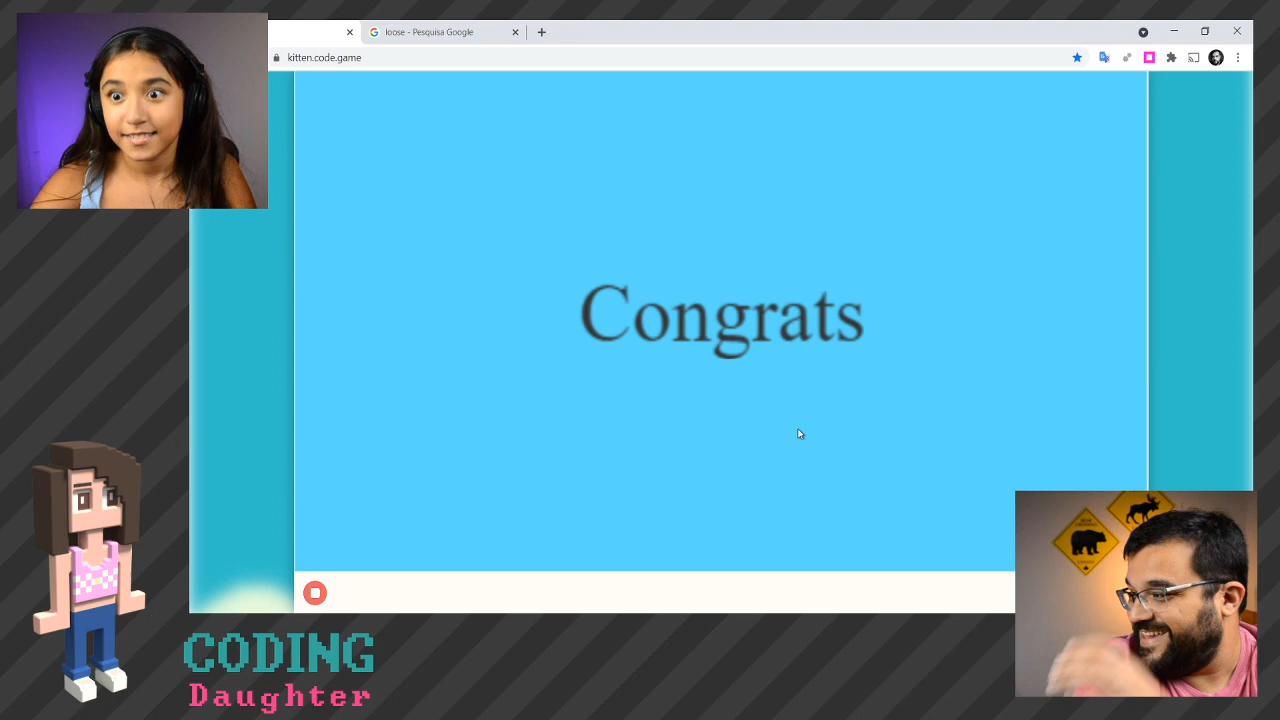 loose - Pesquisa Google
kitten.code.game
Congrats
CODING
Daughter